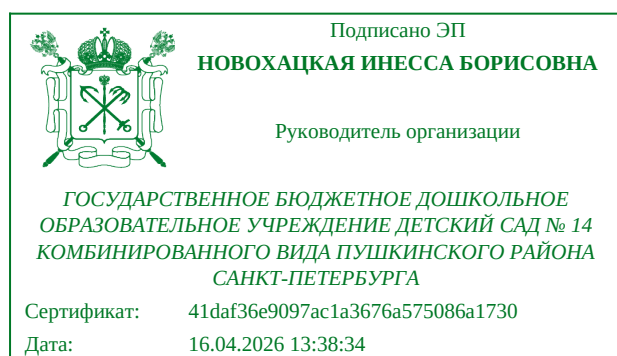 Подписано ЭП
НОВОХАЦКАЯ ИНЕССА БОРИСОВНА
Руководитель организации
ГОСУДАРСТВЕННОЕ БЮДЖЕТНОЕ ДОШКОЛЬНОЕ
ОБРАЗОВАТЕЛЬНОЕ УЧРЕЖДЕНИЕ ДЕТСКИЙ САД № 14
КОМБИНИРОВАННОГО ВИДА ПУШКИНСКОГО РАЙОНА
САНКТ-ПЕТЕРБУРГА
Сертификат: 41daf36e9097ac1a3676a575086a1730
Дата: 16.04.2026 13:38:34